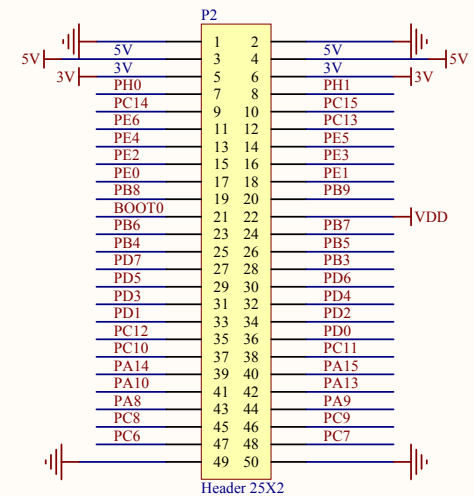 P2
1 2
5V 5V 3 4 5V 5V
3V 3V 5 6 3V 3V
PH0 7 8 PH1
PC14 9 10 PC15
PE6 11 12 PC13
PE4 13 14 PE5
PE2 15 16 PE3
PE0 17 18 PE1
PB8 19 20 PB9
BOOT0 21 22 VDD
PB6 23 24 PB7
PB4 25 26 PB5
PD7 27 28 PB3
PD5 29 30 PD6
PD3 31 32 PD4
PD1 33 34 PD2
PC12 35 36 PD0
PC10 37 38 PC11
PA14 39 40 PA15
PA10 41 42 PA13
PA8 43 44 PA9
PC8 45 46 PC9
PC6 47 48 PC7
49 50
Header 25X2